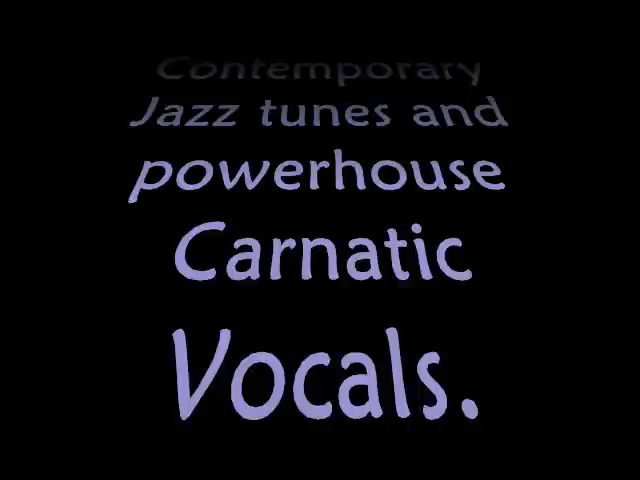 Contemporary
Jazz tunes and
powerhouse
Carnatic
Vocals.